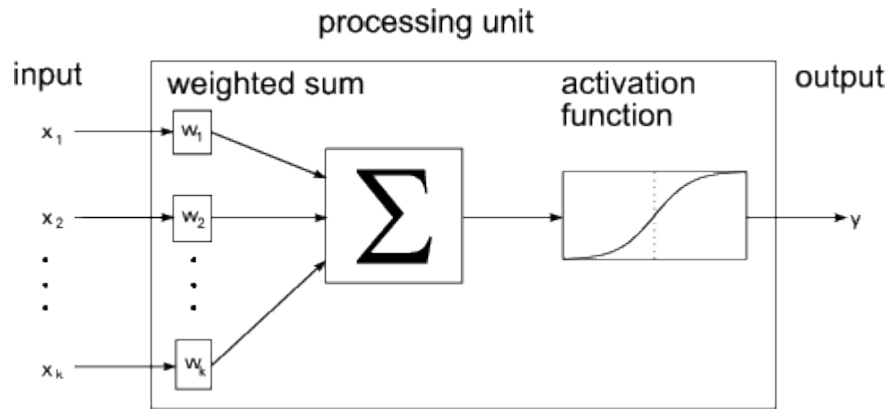 processing unit
input
weighted sum
activation
function
output
x1
w1
x2
w2
Σ
y
xk
wk